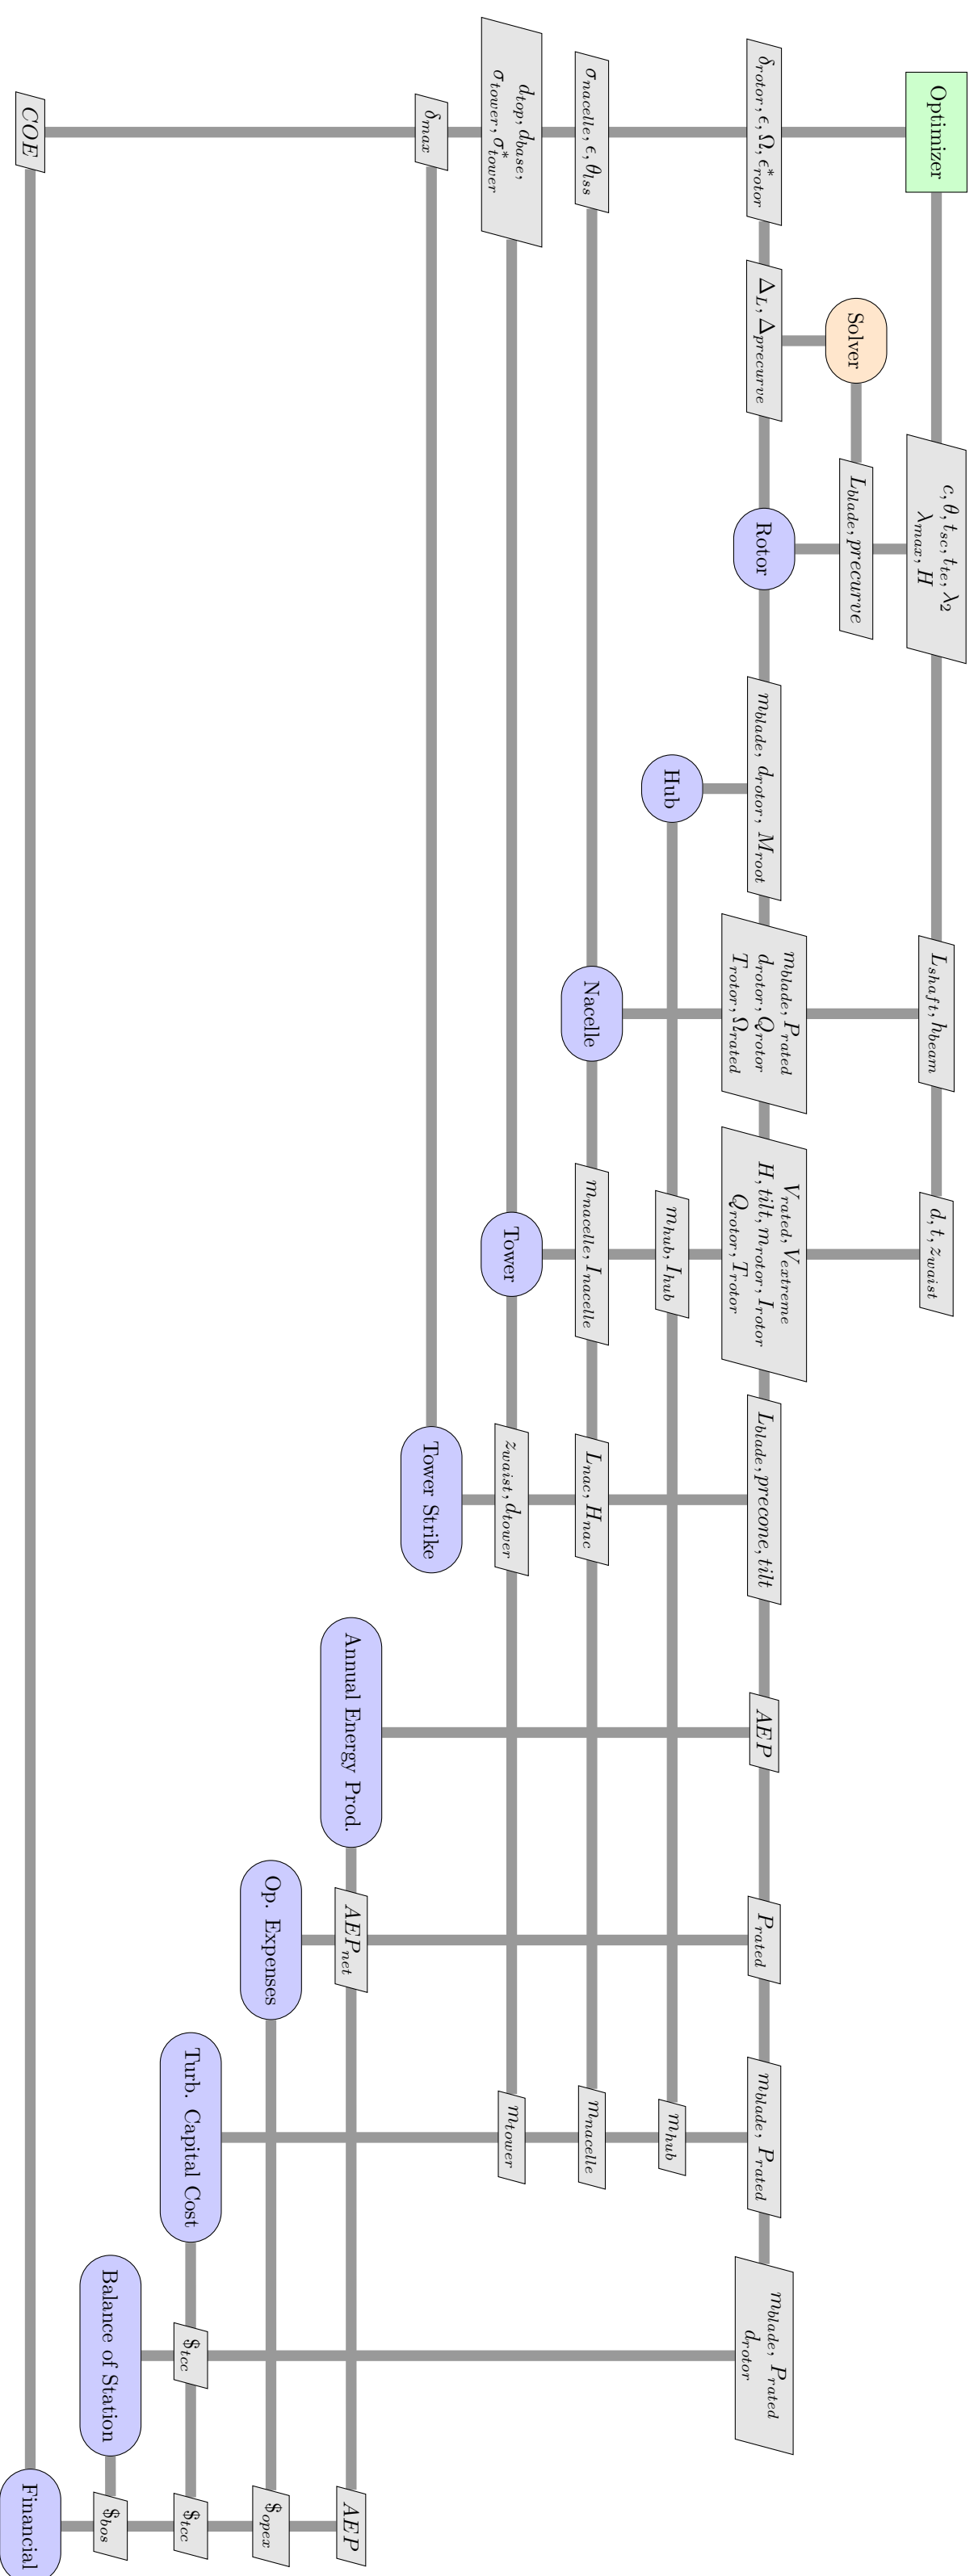 Optimizer
c, θ, t_sc, t_te, λ_2
λ_max, H
L_shaft, h_beam
d, t, z_waist
Solver
L_blade, precurve
δ_rotor, ϵ, Ω, ϵ*_rotor
Δ_L, Δ_precurve
Rotor
m_blade, d_rotor, M_root
m_blade, P_rated
d_rotor, Q_rotor
T_rotor, Ω_rated
V_rated, V_extreme
H, tilt, m_rotor, I_rotor
Q_rotor, T_rotor
L_blade, precone, tilt
AEP
P_rated
m_blade, P_rated
m_blade, P_rated
d_rotor
Hub
m_hub, I_hub
m_hub
σ_nacelle, ϵ, θ_lss
Nacelle
m_nacelle, I_nacelle
L_nac, H_nac
m_nacelle
d_top, d_base,
σ_tower, σ*_tower
Tower
z_waist, d_tower
m_tower
δ_max
Tower Strike
Annual Energy Prod.
AEP_net
AEP
Op. Expenses
$_opex
Turb. Capital Cost
$_tcc
$_tcc
Balance of Station
$_bos
COE
Financial